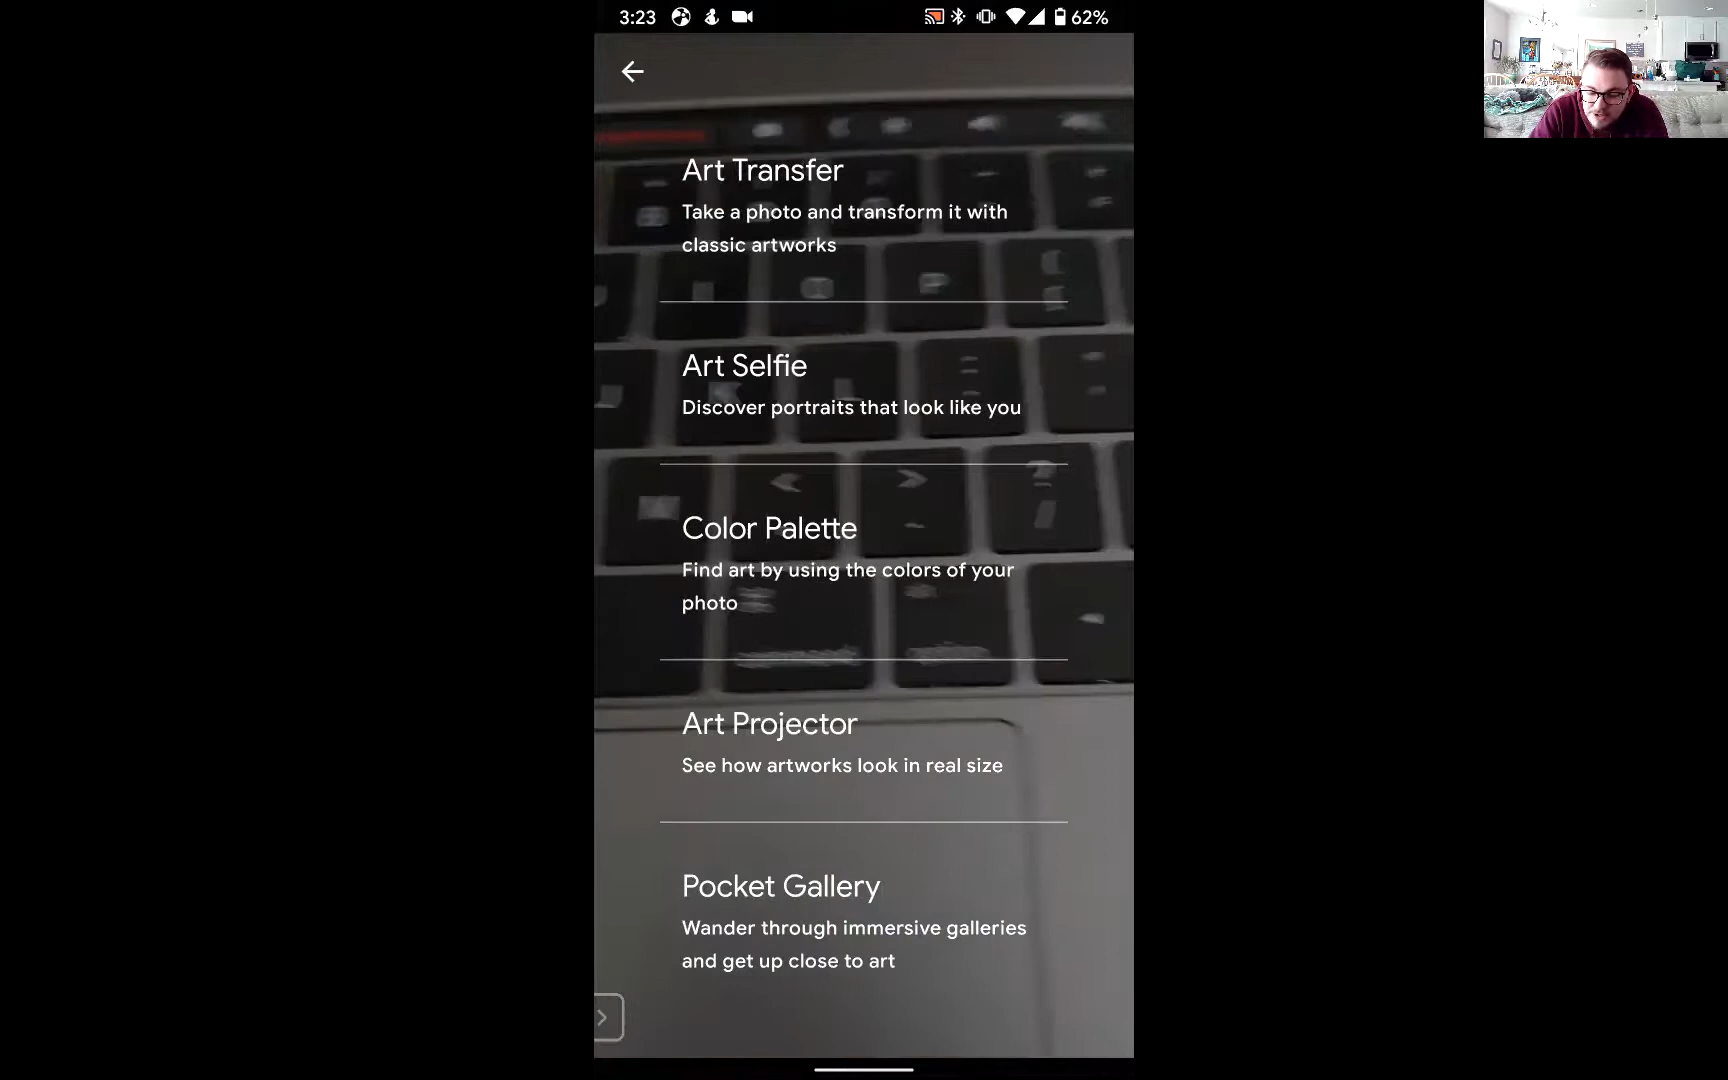 3:23
62%
Art Transfer
Take a photo and transform it with
classic artworks
Art Selfie
Discover portraits that look like you
Color Palette
Find art by using the colors of your
photo
Art Projector
See how artworks look in real size
Pocket Gallery
Wander through immersive galleries
and get up close to art